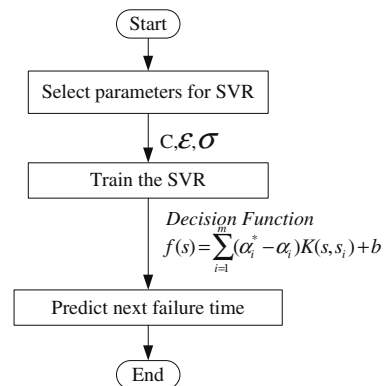 Start
Select parameters for SVR
C,ε,σ
Train the SVR
Decision Function
f(s)=∑_{i=1}^{m}(α_i^*-α_i)K(s,s_i)+b
Predict next failure time
End